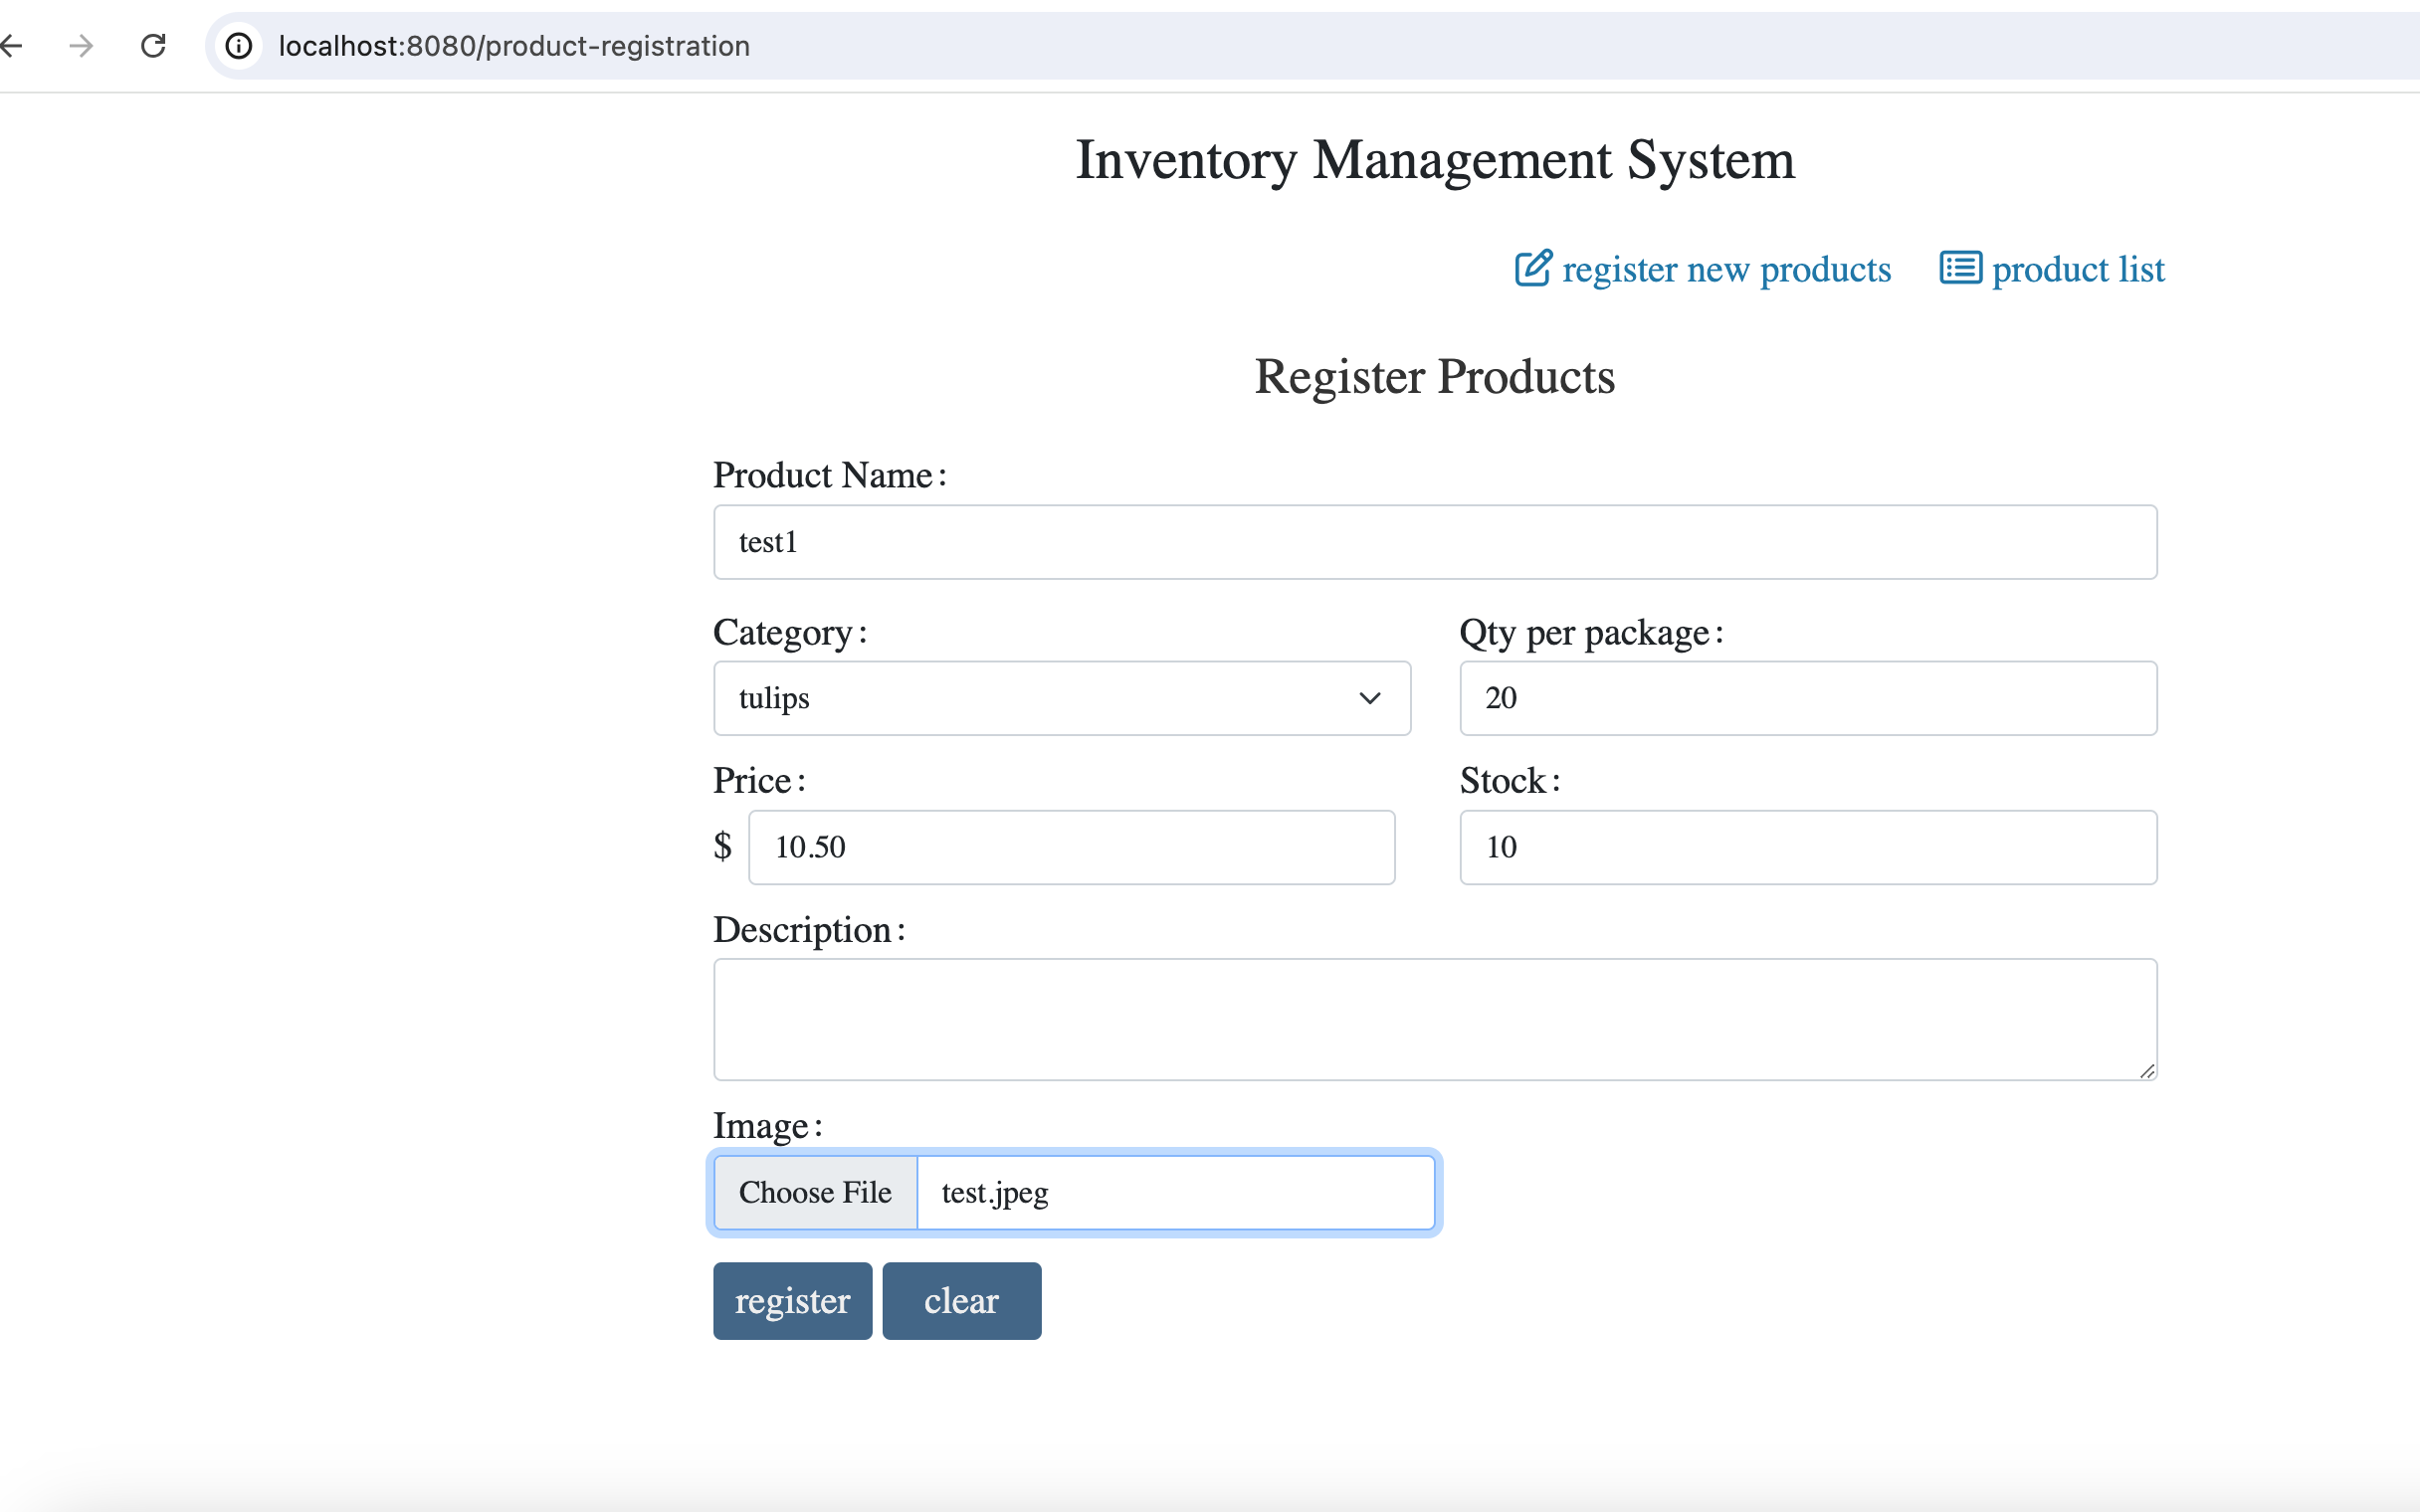 localhost:8080/product-registration
Inventory Management System
register new products product list
Register Products
Product Name:
test1
Category: Qty per package:
tulips 20
Price: Stock:
$ 10.50 10
Description:
Image:
Choose File test.jpeg
register clear